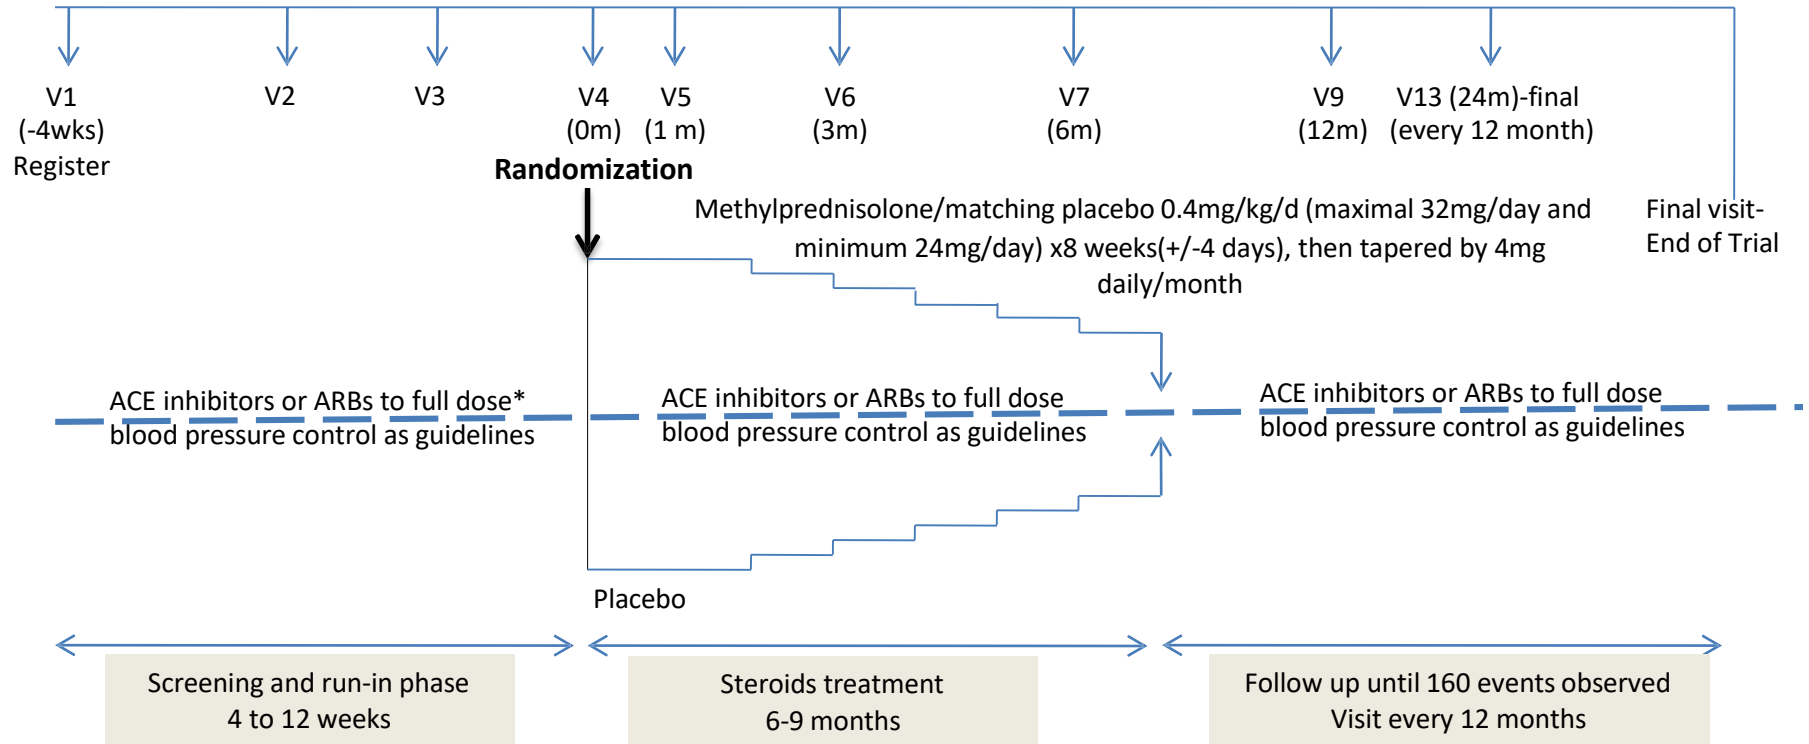 V1
(-4wks)
Register
V2
V3
V4
(0m)
V5
(1 m)
V6
(3m)
V7
(6m)
V9
(12m)
V13 (24m)-final
(every 12 month)
Randomization
Methylprednisolone/matching placebo 0.4mg/kg/d (maximal 32mg/day and
minimum 24mg/day) x8 weeks(+/-4 days), then tapered by 4mg
daily/month
Final visit-
End of Trial
ACE inhibitors or ARBs to full dose*
blood pressure control as guidelines
ACE inhibitors or ARBs to full dose
blood pressure control as guidelines
ACE inhibitors or ARBs to full dose
blood pressure control as guidelines
Placebo
Screening and run-in phase
4 to 12 weeks
Steroids treatment
6-9 months
Follow up until 160 events observed
Visit every 12 months